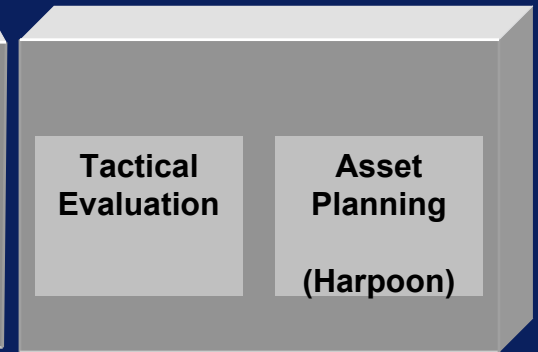 Tactical
Evaluation
Asset
Planning
(Harpoon)